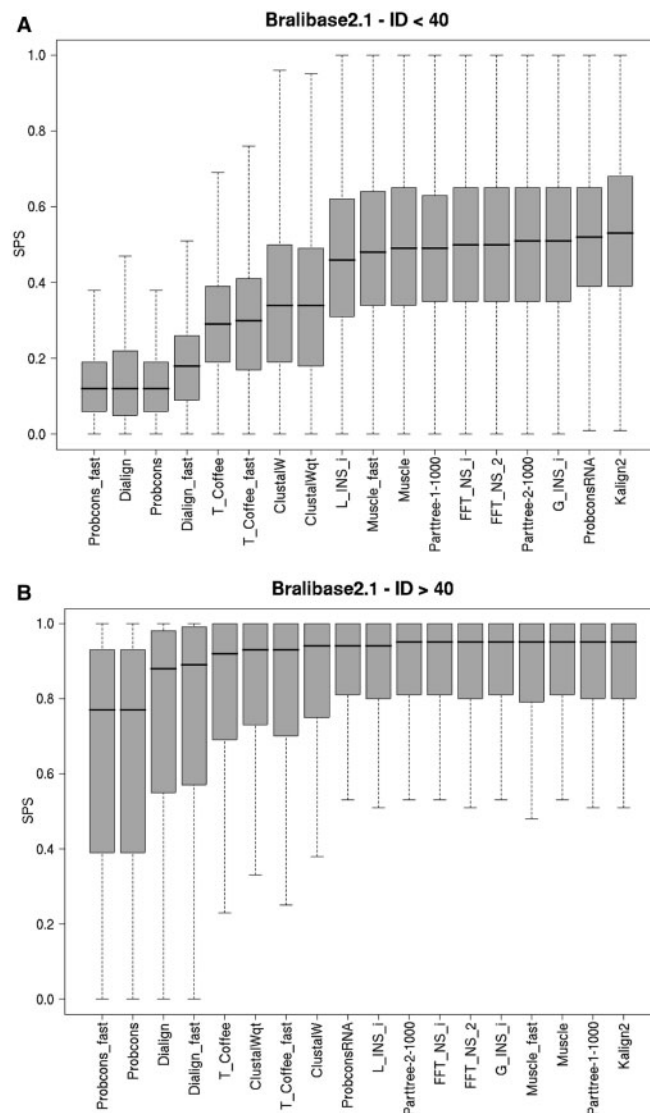 A
Bralibase2.1 - ID < 40
SPS
1.0
0.8
0.6
0.4
0.2
0.0
Probcons_fast
Dialign
Probcons
Dialign_fast
T_Coffee
T_Coffee_fast
ClustalW
ClustalWqt
L_INS_i
Muscle_fast
Muscle
Parttree-1-1000
FFT_NS_i
FFT_NS_2
Parttree-2-1000
G_INS_i
ProbconsRNA
Kalign2
B
Bralibase2.1 - ID > 40
SPS
1.0
0.8
0.6
0.4
0.2
0.0
Probcons_fast
Probcons
Dialign
Dialign_fast
T_Coffee
ClustalWqt
T_Coffee_fast
ClustalW
ProbconsRNA
L_INS_i
Parttree-2-1000
FFT_NS_i
FFT_NS_2
G_INS_i
Muscle_fast
Muscle
Parttree-1-1000
Kalign2